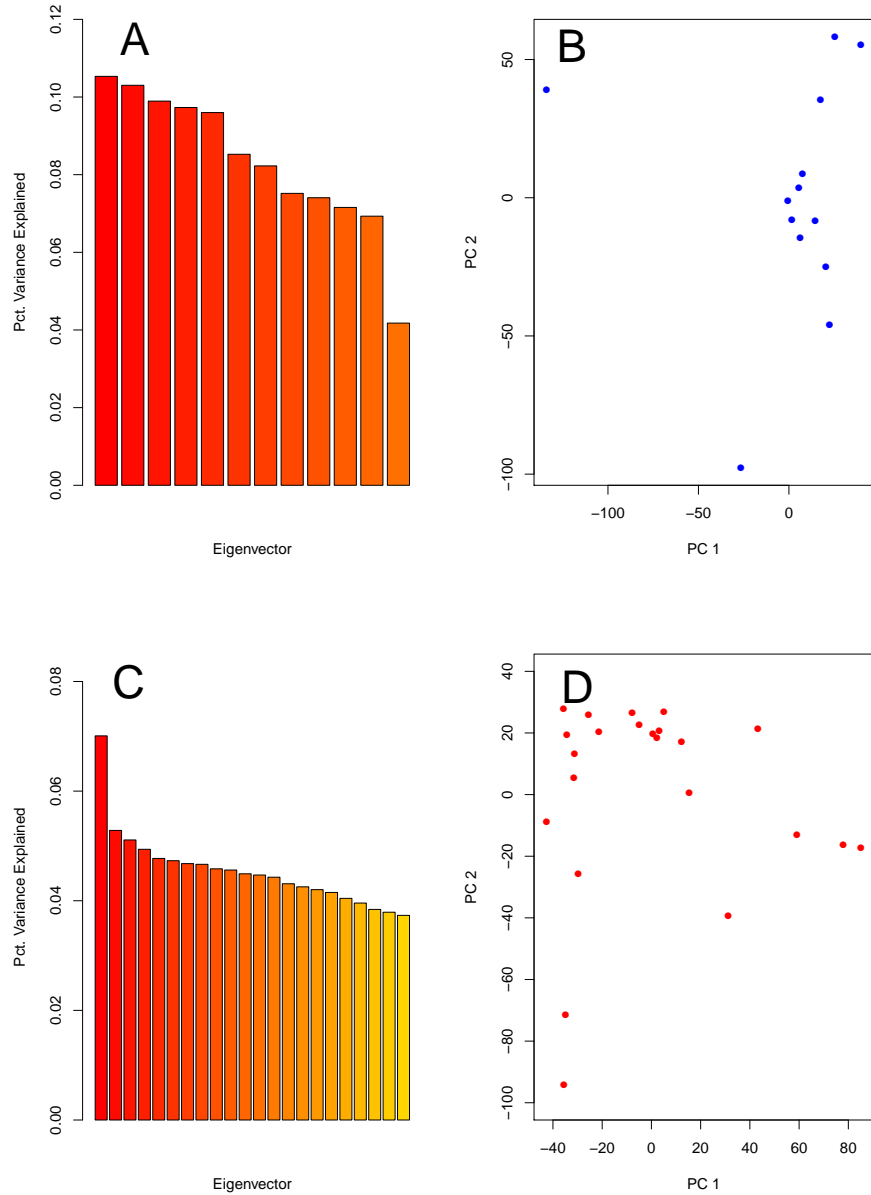 A
Pct. Variance Explained
0.00
0.02
0.04
0.06
0.08
0.10
0.12
Eigenvector
B
PC 2
−100
−50
0
50
−100 −50 0
PC 1
C
Pct. Variance Explained
0.00
0.02
0.04
0.06
0.08
Eigenvector
D
PC 2
−100
−80
−60
−40
−20
0
20
40
−40 −20 0 20 40 60 80
PC 1